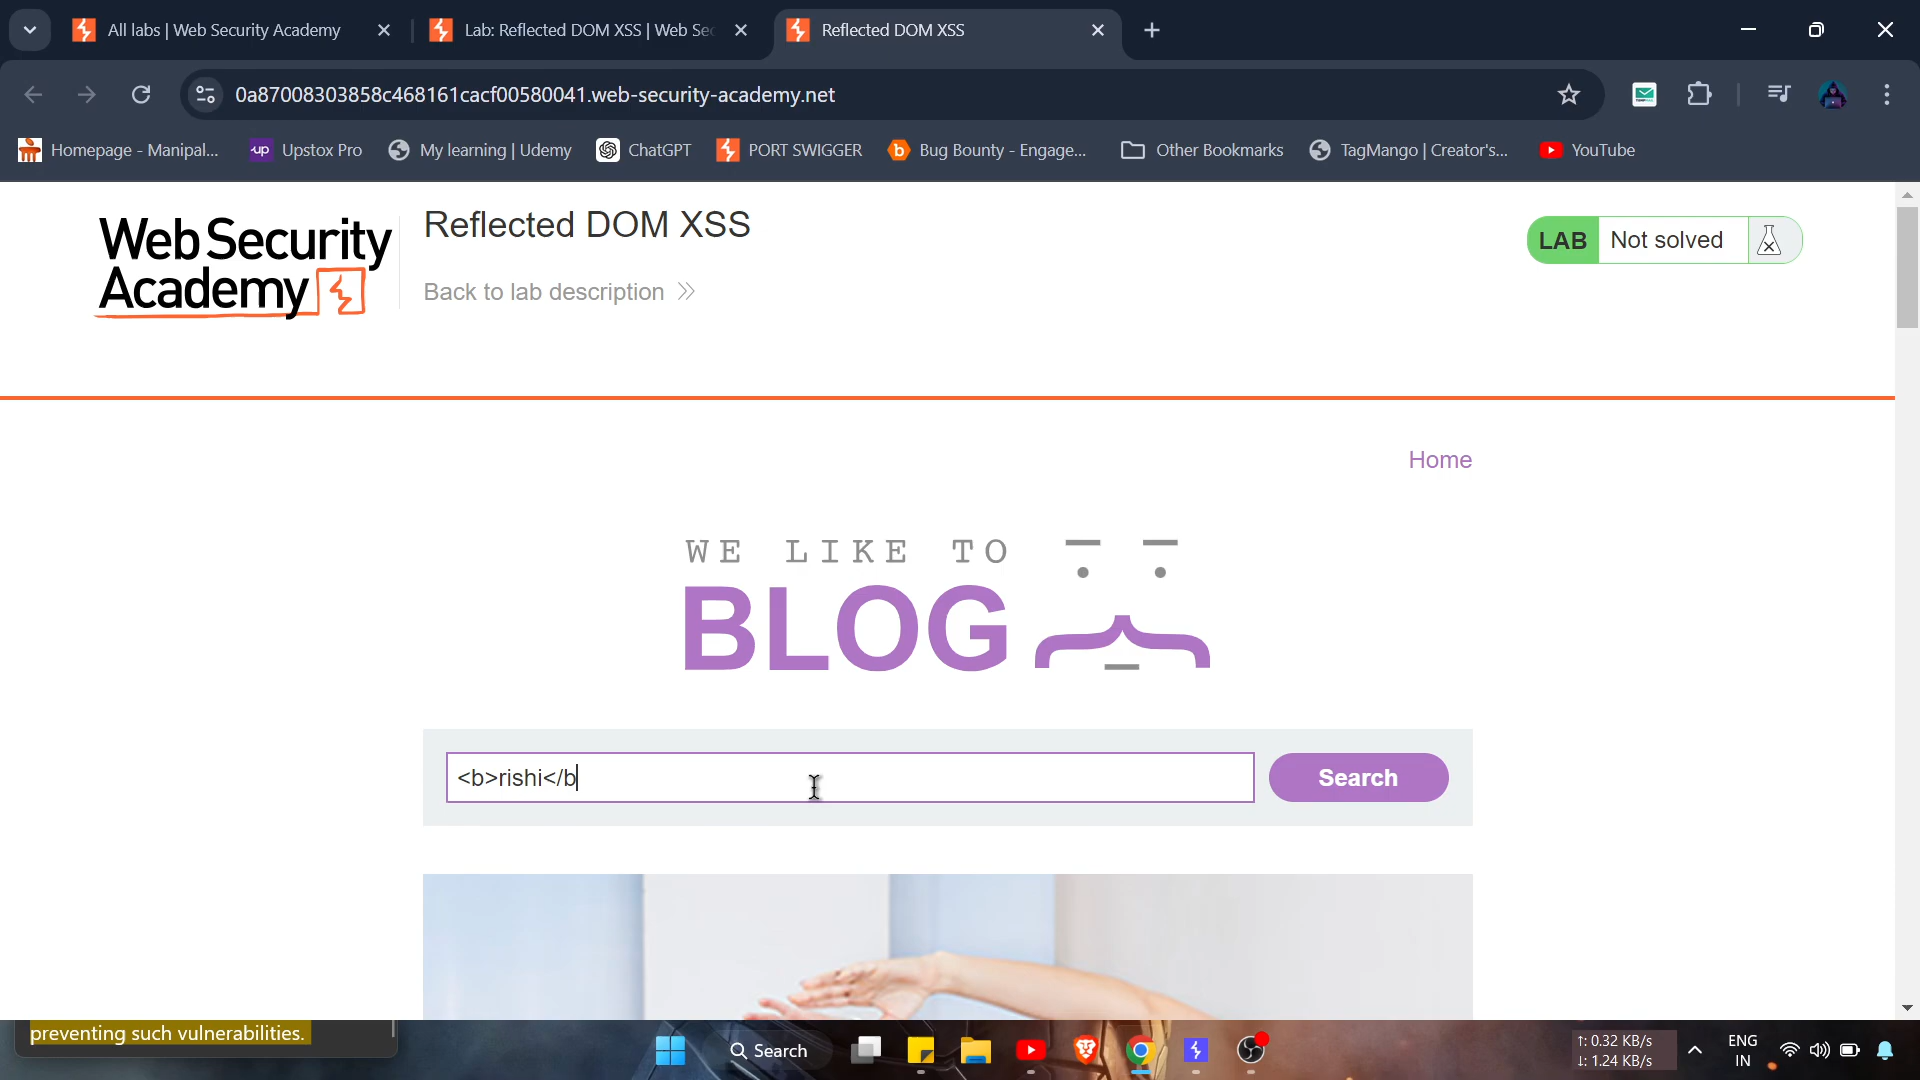 All labs | Web Security Academy
Lab: Reflected DOM XSS | Web Sec
Reflected DOM XSS
0a87008303858c468161cacf00580041.web-security-academy.net
Homepage - Manipal...
up Upstox Pro
My learning | Udemy
ChatGPT
PORT SWIGGER
b Bug Bounty - Engage...
Other Bookmarks
TagMango | Creator's...
YouTube
Web Security
Academy
Reflected DOM XSS
Back to lab description
LAB Not solved
Home
WE LIKE TO
BLOG
<b>rishi</b
Search
preventing such vulnerabilities.
Search
↑: 0.32 KB/s
↓: 1.24 KB/s
ENG
IN